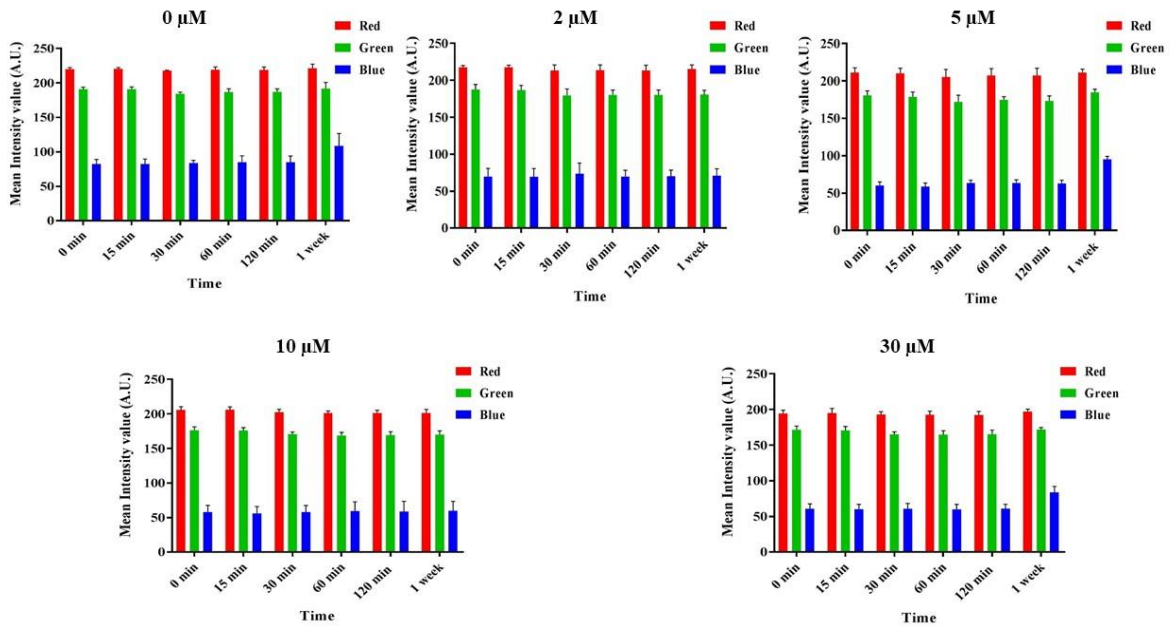 0 μM
Red
Green
Blue
Mean Intensity value (A.U.)
250
200
150
100
50
0
0 min
15 min
30 min
60 min
120 min
1 week
Time
2 μM
Red
Green
Blue
Mean Intensity value (A.U.)
250
200
150
100
50
0
0 min
15 min
30 min
60 min
120 min
1 week
Time
5 μM
Red
Green
Blue
Mean Intensity value (A.U.)
250
200
150
100
50
0
0 min
15 min
30 min
60 min
120 min
1 week
Time
10 μM
Red
Green
Blue
Mean Intensity value (A.U.)
250
200
150
100
50
0
0 min
15 min
30 min
60 min
120 min
1 week
Time
30 μM
Red
Green
Blue
Mean Intensity value (A.U.)
250
200
150
100
50
0
0 min
15 min
30 min
60 min
120 min
1 week
Time